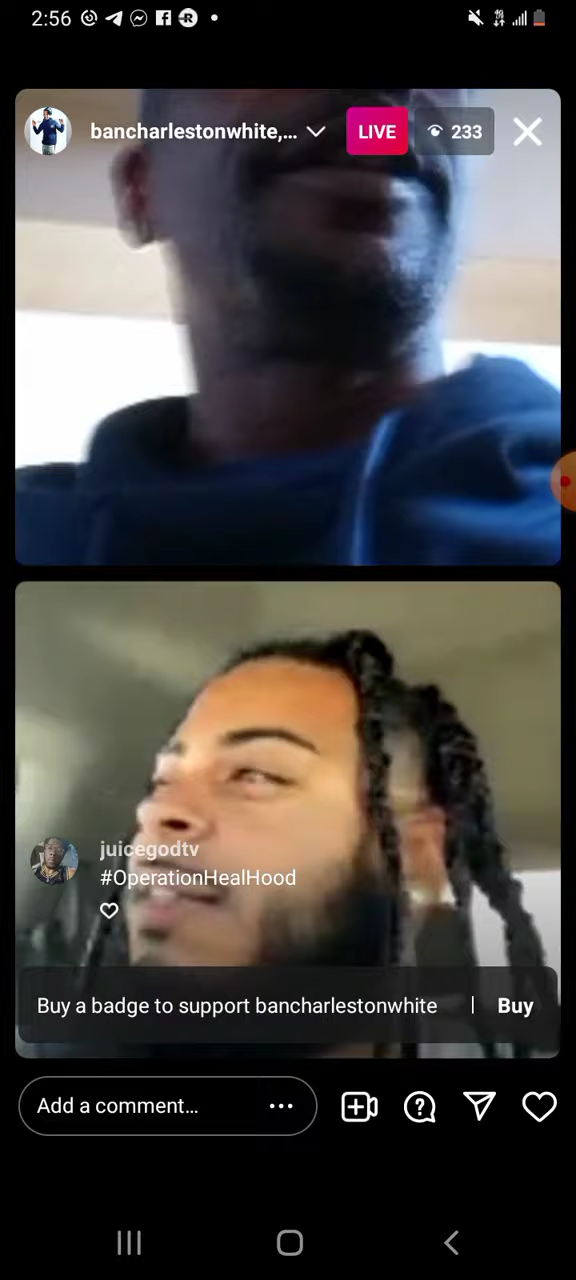 2:56
bancharlestonwhite,...
LIVE
233
juicegodtv
#OperationHealHood
Buy a badge to support bancharlestonwhite | Buy
Add a comment...